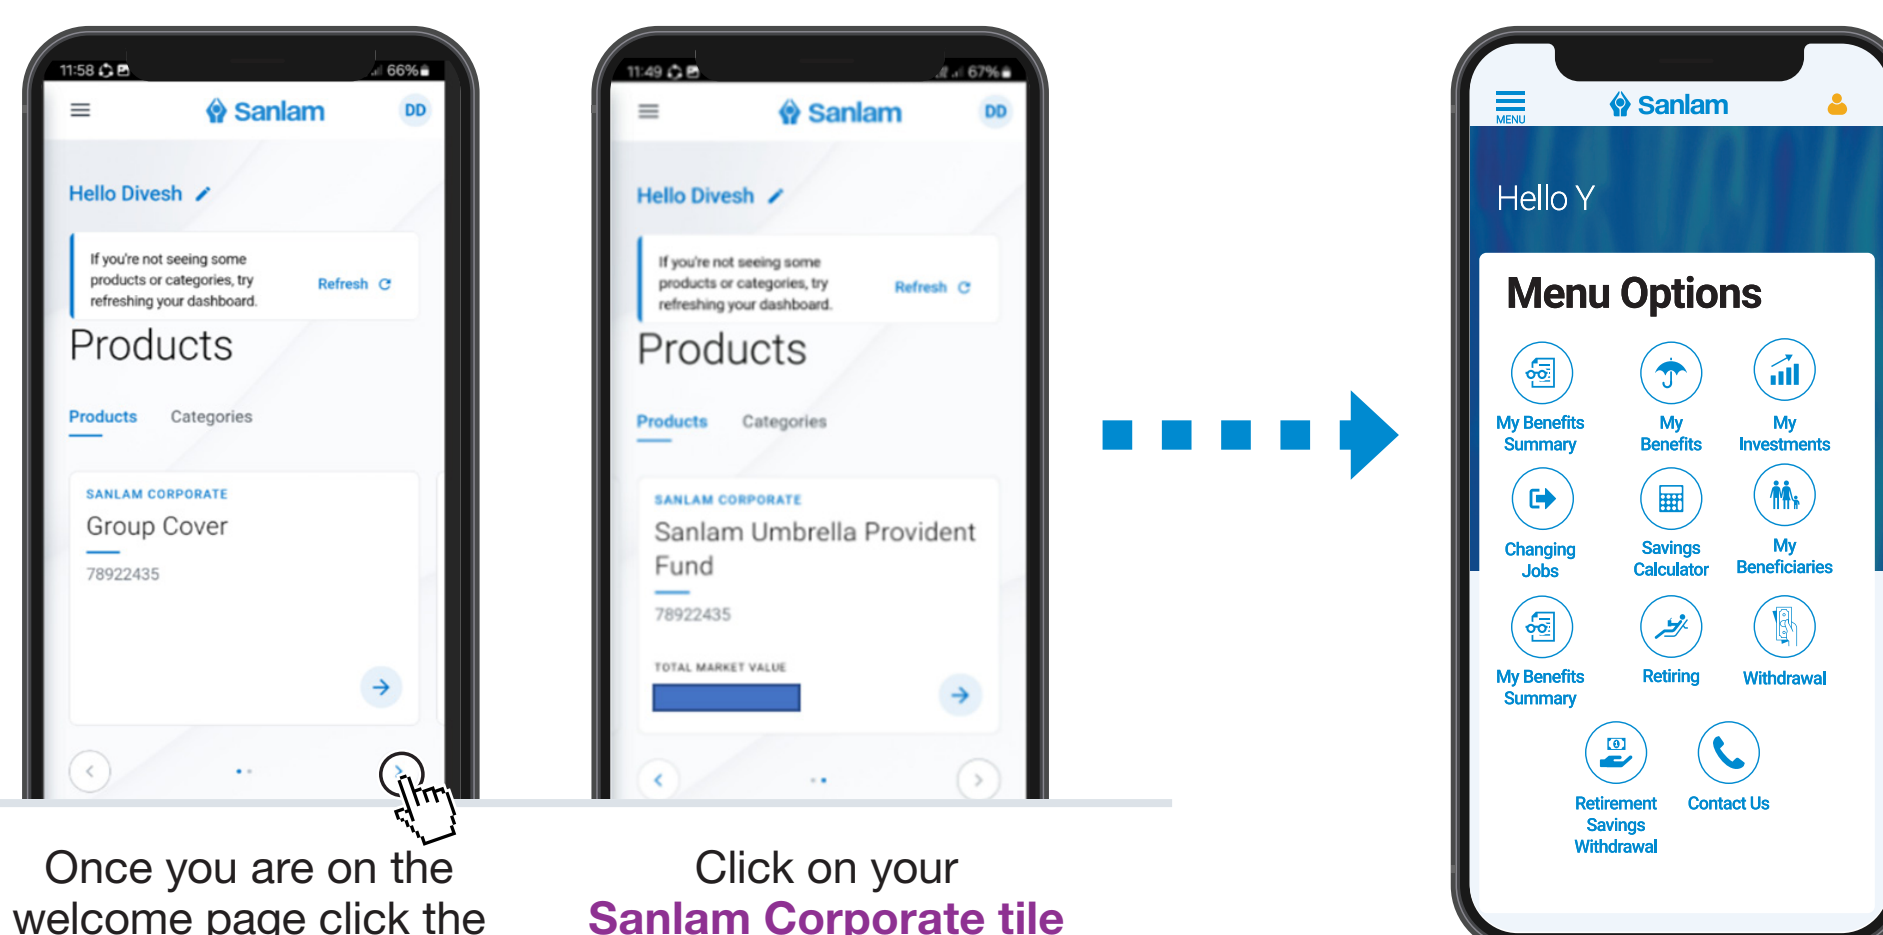 11:58
66%
Sanlam
DD
Hello Divesh
If you're not seeing some
products or categories, try
refreshing your dashboard.
Refresh
Products
Products Categories
SANLAM CORPORATE
Group Cover
78922435
Once you are on the
welcome page click the
11:49
67%
Sanlam
DD
Hello Divesh
If you're not seeing some
products or categories, try
refreshing your dashboard.
Refresh
Products
Products Categories
SANLAM CORPORATE
Sanlam Umbrella Provident
Fund
78922435
TOTAL MARKET VALUE
Click on your
Sanlam Corporate tile
MENU
Sanlam
Hello Y
Menu Options
My Benefits
Summary
My
Benefits
My
Investments
Changing
Jobs
Savings
Calculator
My
Beneficiaries
My Benefits
Summary
Retiring
Withdrawal
Retirement
Savings
Withdrawal
Contact Us